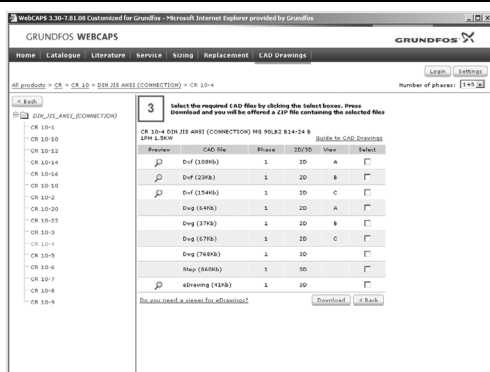 WebCAPS 3.30-7.81.08 Customized for Grundfos - Microsoft Internet Explorer provided by Grundfos
GRUNDFOS WEBCAPS
GRUNDFOS
Home Catalogue Literature Service Sizing Replacement CAD Drawings
Login Settings
All products > CR > CR 10 > DIN JIS ANSI (CONNECTION) > CR 10-4
Number of phases: 1+3
< Back
DIN_JIS_ANSI_(CONNECTION)
CR 10-1
CR 10-10
CR 10-12
CR 10-14
CR 10-16
CR 10-18
CR 10-2
CR 10-20
CR 10-22
CR 10-3
CR 10-4
CR 10-5
CR 10-6
CR 10-7
CR 10-8
CR 10-9
3
Select the required CAD files by clicking the Select boxes. Press
Download and you will be offered a ZIP file containing the selected files
CR 10-4 DIN JIS ANSI (CONNECTION) MG 90LB2 B14-24 B
1PH 1.5KW
Guide to CAD Drawings
Preview CAD file Phase 2D/3D View Select
Dxf (108Kb) 1 2D A
Dxf (23Kb) 1 2D B
Dxf (154Kb) 1 2D C
Dwg (64Kb) 1 2D A
Dwg (37Kb) 1 2D B
Dwg (67Kb) 1 2D C
Dwg (768Kb) 1 3D
Step (860Kb) 1 3D
eDrawing (41Kb) 1 3D
Do you need a viewer for eDrawings?
Download < Back